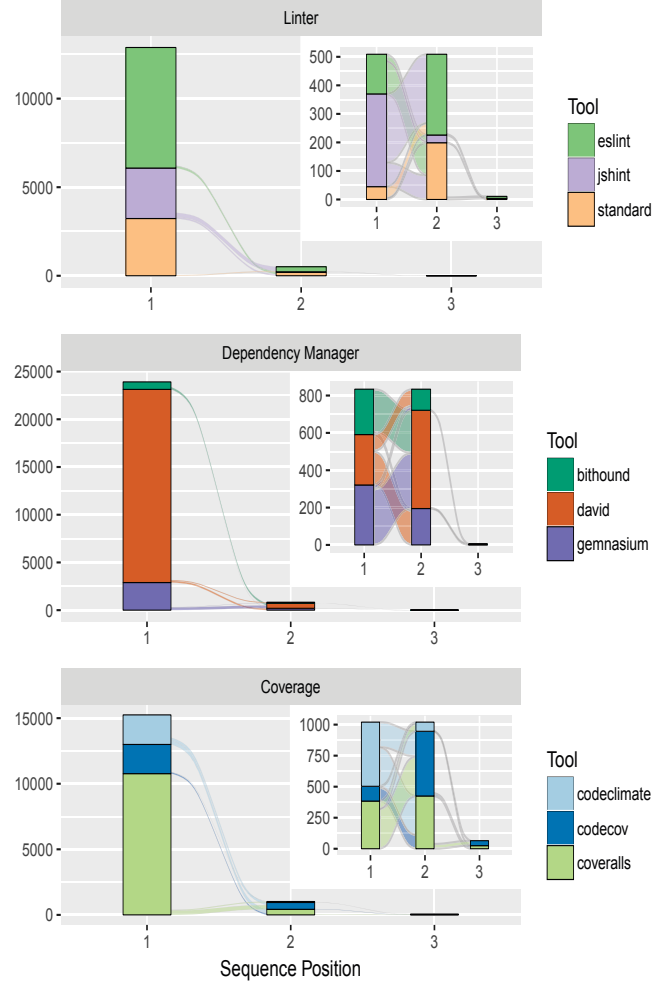 Linter
10000
5000
0
1
2
3
500
400
300
200
100
0
1
2
3
Tool
eslint
jshint
standard
Dependency Manager
25000
20000
15000
10000
5000
0
1
2
3
800
600
400
200
0
1
2
3
Tool
bithound
david
gemnasium
Coverage
15000
10000
5000
0
1
2
3
1000
750
500
250
0
1
2
3
Tool
codeclimate
codecov
coveralls
Sequence Position